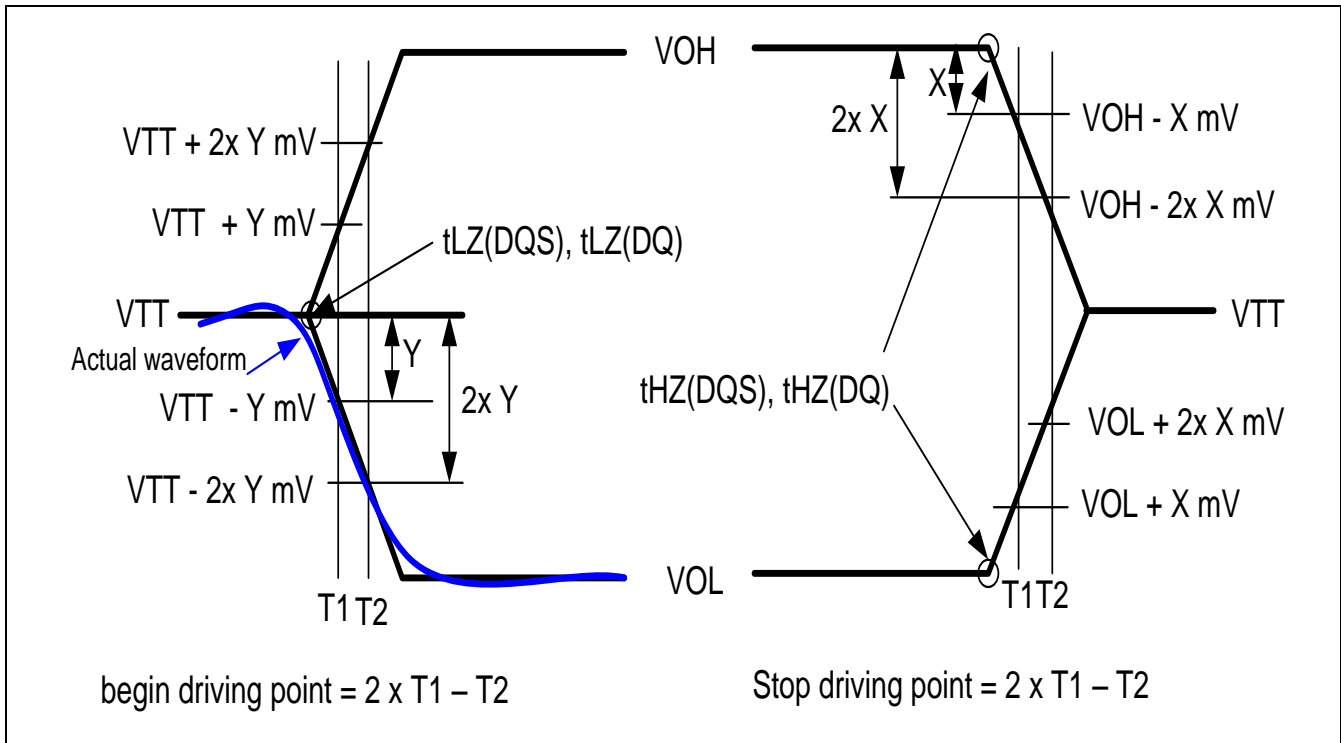 VOH
X
2x X
VOH - X mV
VTT + 2x Y mV
VOH - 2x X mV
VTT + Y mV
tLZ(DQS), tLZ(DQ)
VTT
VTT
Actual waveform
Y
2x Y
tHZ(DQS), tHZ(DQ)
VTT - Y mV
VOL + 2x X mV
VTT - 2x Y mV
VOL + X mV
VOL
T1 T2
T1T2
begin driving point = 2 x T1 – T2
Stop driving point = 2 x T1 – T2